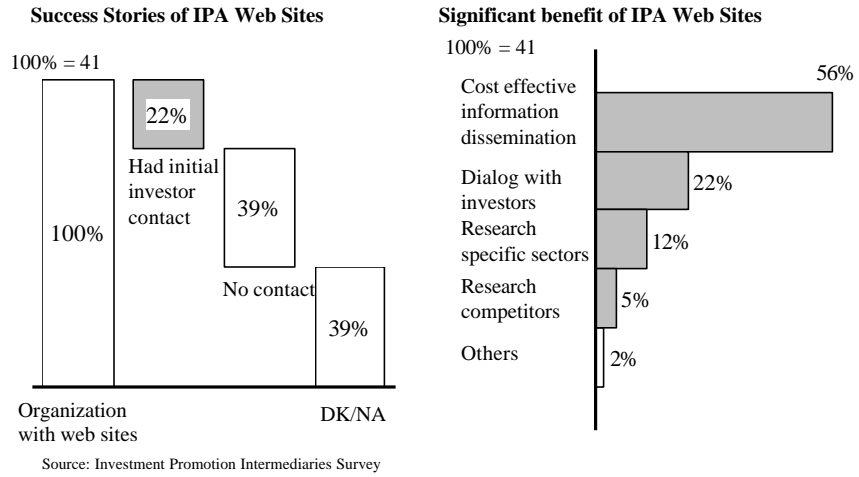 Success Stories of IPA Web Sites
100% = 41
22%
Had initial
investor
contact
100%
39%
No contact
39%
Organization
with web sites
DK/NA
Source: Investment Promotion Intermediaries Survey
Significant benefit of IPA Web Sites
100% = 41
56%
Cost effective
information
dissemination
Dialog with
investors
22%
Research
specific sectors
12%
Research
competitors
5%
Others
2%